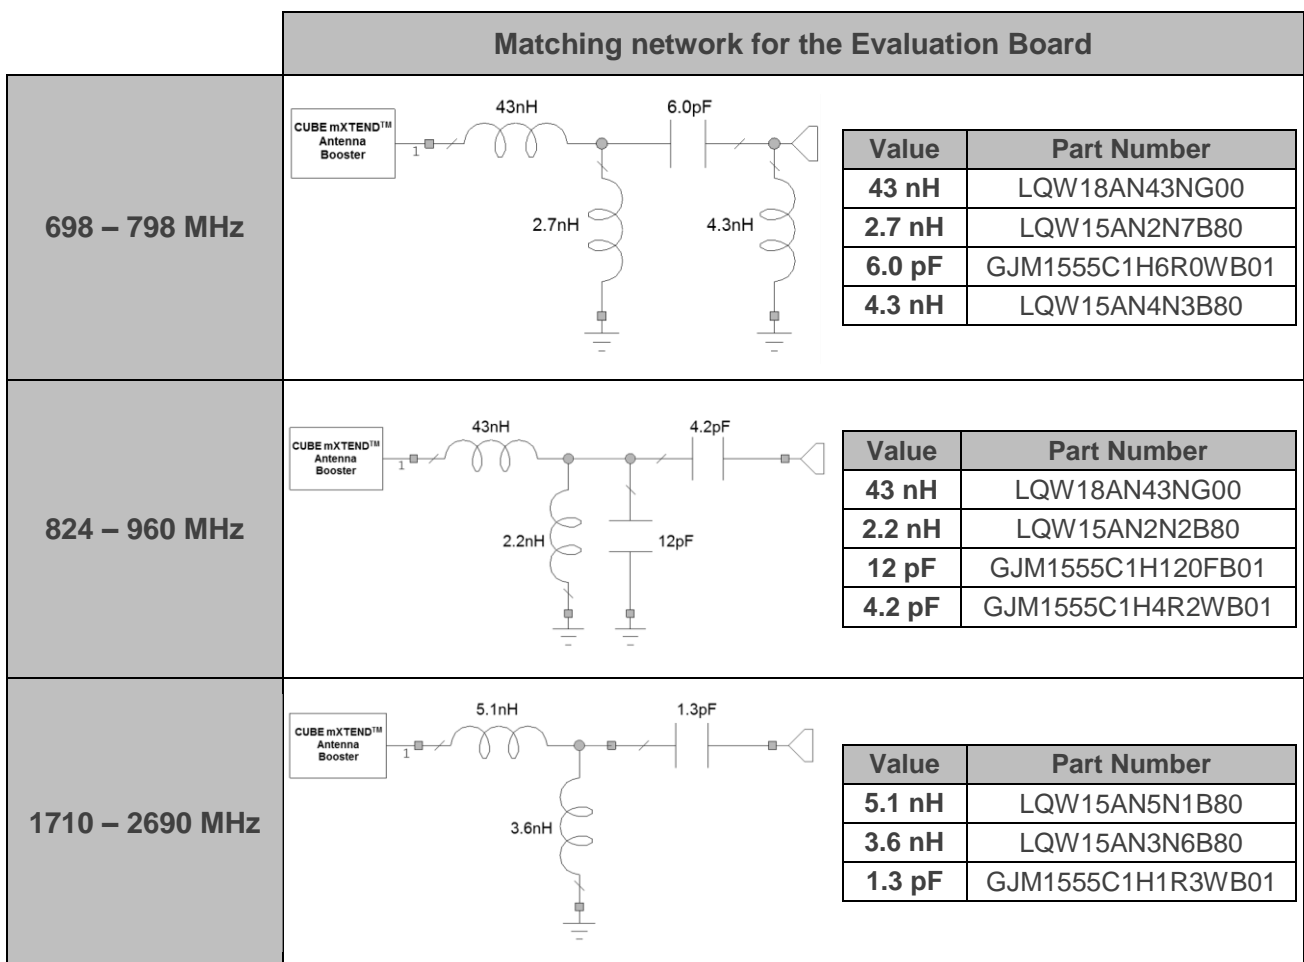 Matching network for the Evaluation Board
698 – 798 MHz
CUBE mXTEND™
Antenna
Booster
1
43nH
6.0pF
2.7nH
4.3nH
Value Part Number
43 nH LQW18AN43NG00
2.7 nH LQW15AN2N7B80
6.0 pF GJM1555C1H6R0WB01
4.3 nH LQW15AN4N3B80
824 – 960 MHz
CUBE mXTEND™
Antenna
Booster
1
43nH
4.2pF
2.2nH
12pF
Value Part Number
43 nH LQW18AN43NG00
2.2 nH LQW15AN2N2B80
12 pF GJM1555C1H120FB01
4.2 pF GJM1555C1H4R2WB01
1710 – 2690 MHz
CUBE mXTEND™
Antenna
Booster
1
5.1nH
1.3pF
3.6nH
Value Part Number
5.1 nH LQW15AN5N1B80
3.6 nH LQW15AN3N6B80
1.3 pF GJM1555C1H1R3WB01